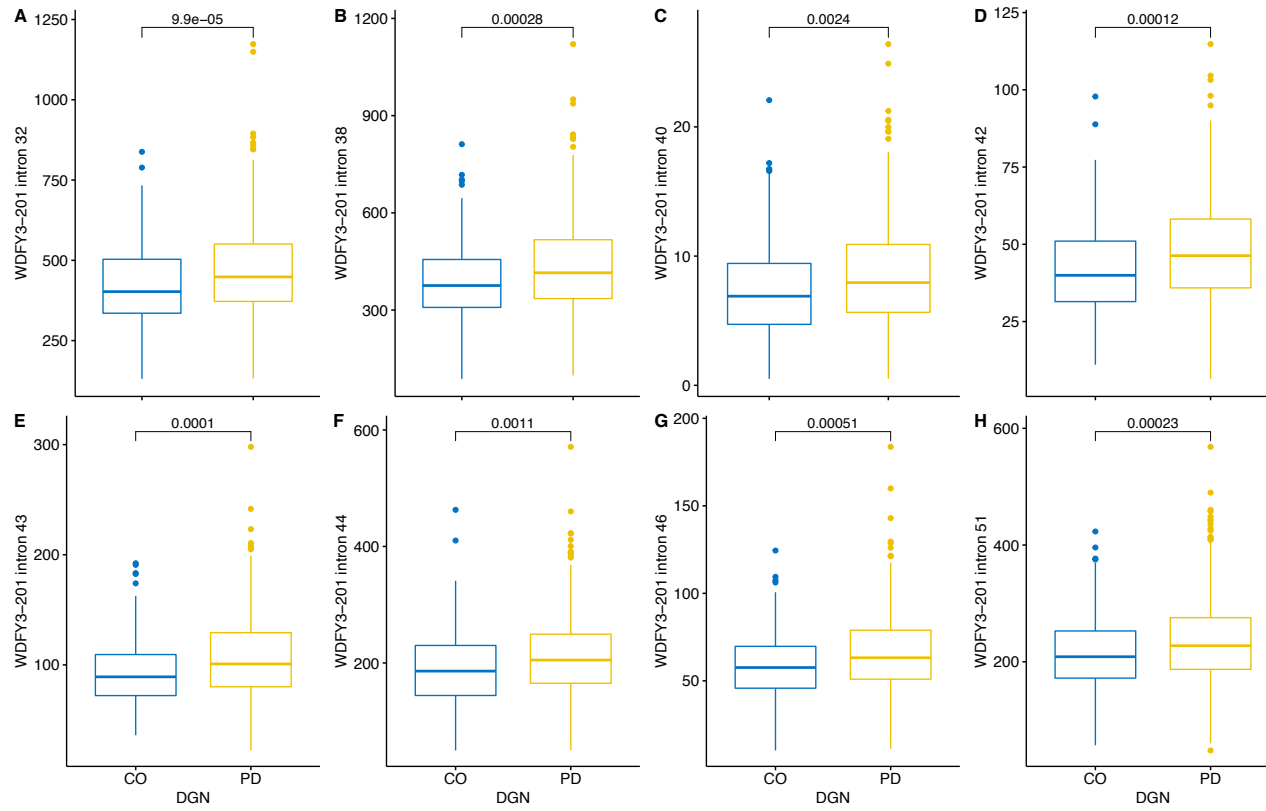 A
9.9e−05
WDFY3−201 intron 32
1250
1000
750
500
250
B
0.00028
WDFY3−201 intron 38
1200
900
600
300
C
0.0024
WDFY3−201 intron 40
20
10
0
D
0.00012
WDFY3−201 intron 42
125
100
75
50
25
E
0.0001
WDFY3−201 intron 43
300
200
100
CO
PD
DGN
F
0.0011
WDFY3−201 intron 44
600
400
200
CO
PD
DGN
G
0.00051
WDFY3−201 intron 46
200
150
100
50
CO
PD
DGN
H
0.00023
WDFY3−201 intron 51
600
400
200
CO
PD
DGN